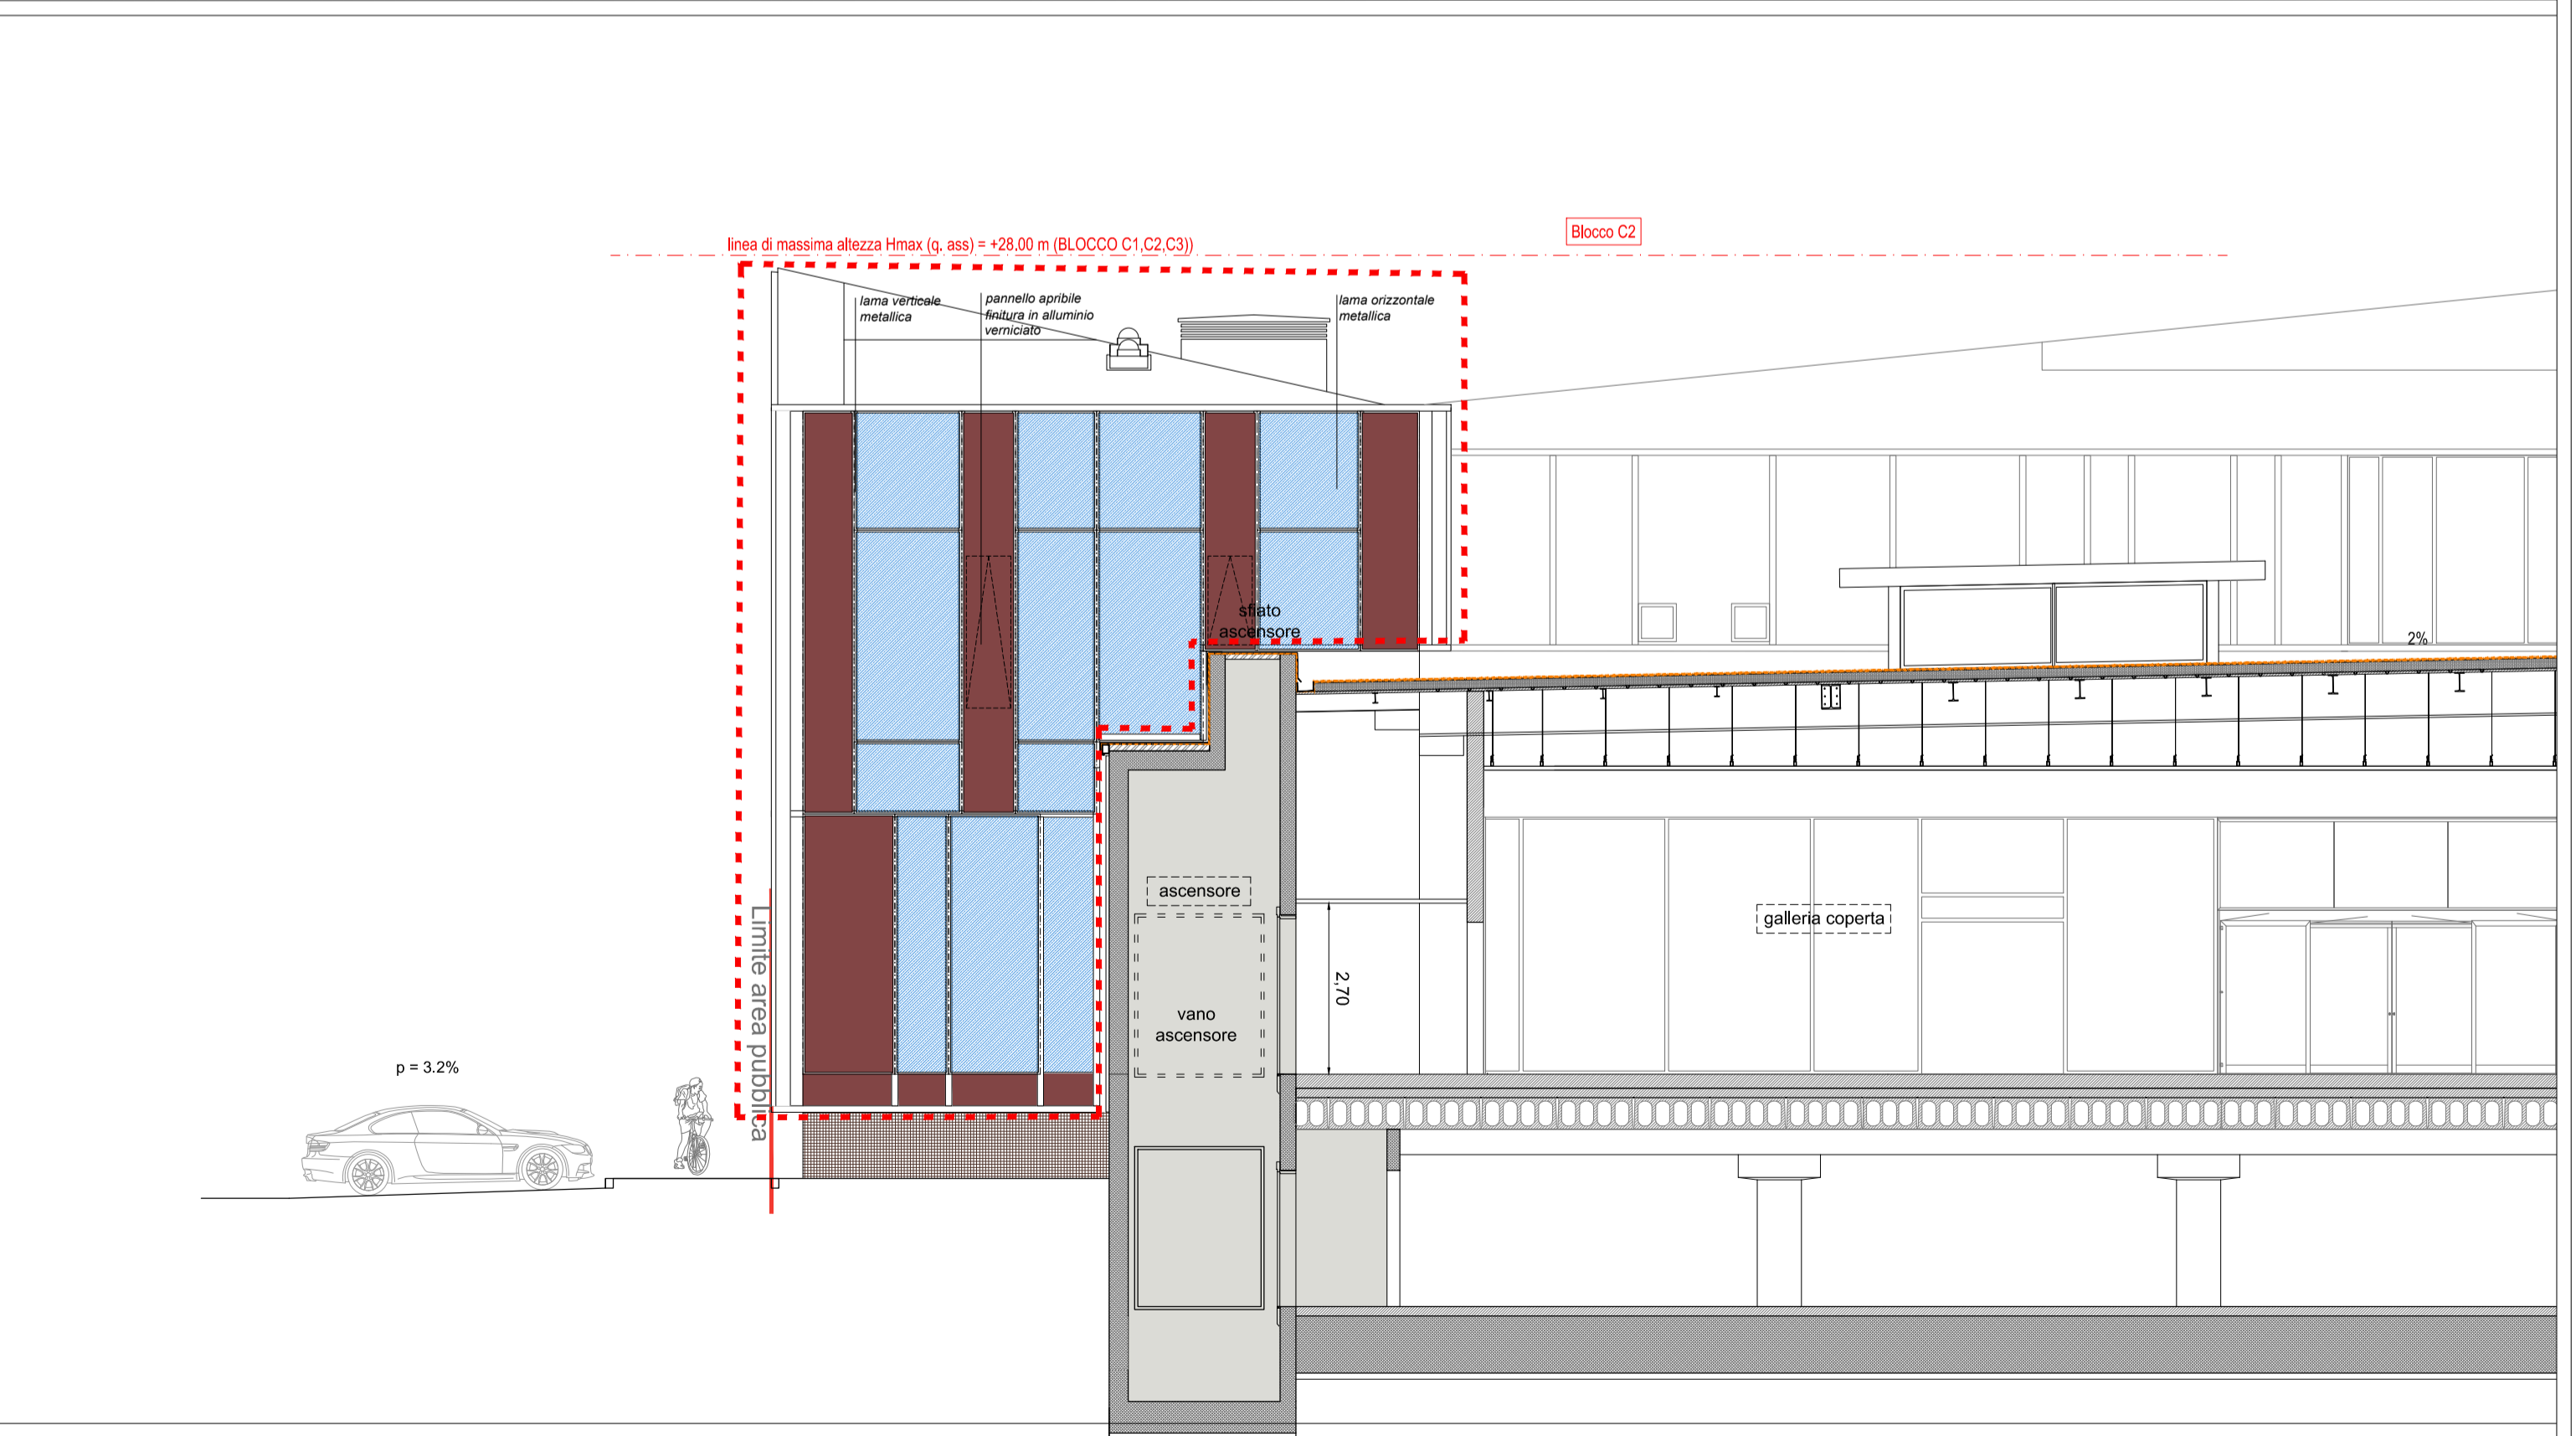 Blocco C2
linea di massima altezza Hmax (q. ass) = +28,00 m (BLOCCO C1,C2,C3))
lama verticale
metallica
pannello apribile
finitura in alluminio
verniciato
lama orizzontale
metallica
sfiato
ascensore
2%
ascensore
galleria coperta
2,70
vano
ascensore
Limite area pubblica
p = 3.2%